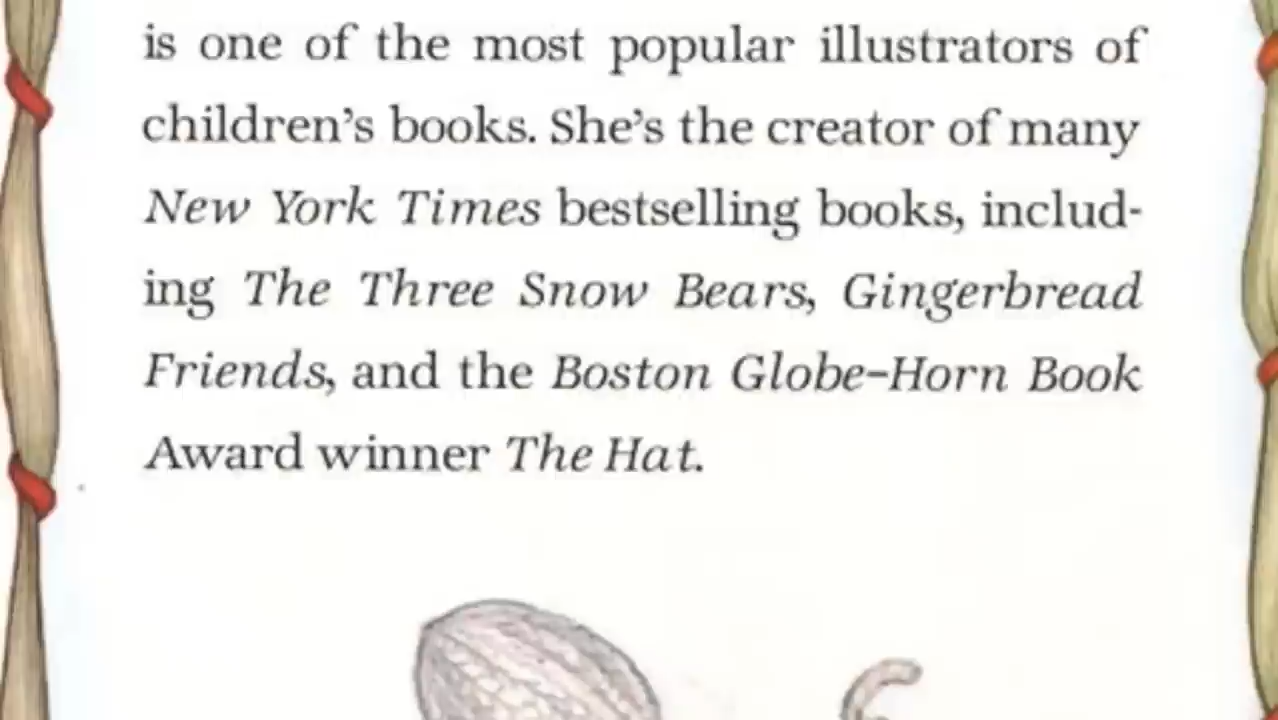 is one of the most popular illustrators of
children's books. She's the creator of many
New York Times bestselling books, includ-
ing The Three Snow Bears, Gingerbread
Friends, and the Boston Globe–Horn Book
Award winner The Hat.